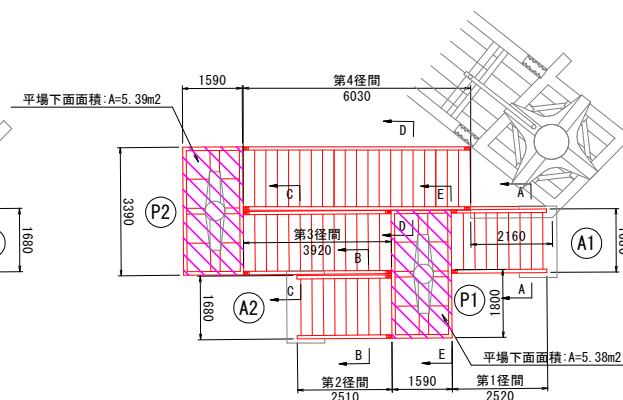 1590
第4径間
6030
平場下面面積:A=5.39m2
D
3390
P2
C
E
A
1680
D
第3径間
3920
2160
A1
1680
B
A2
C
P1
1680
1800
A
B
E
平場下面面積:A=5.38m2
第2径間
1590
第1径間
2510
2520